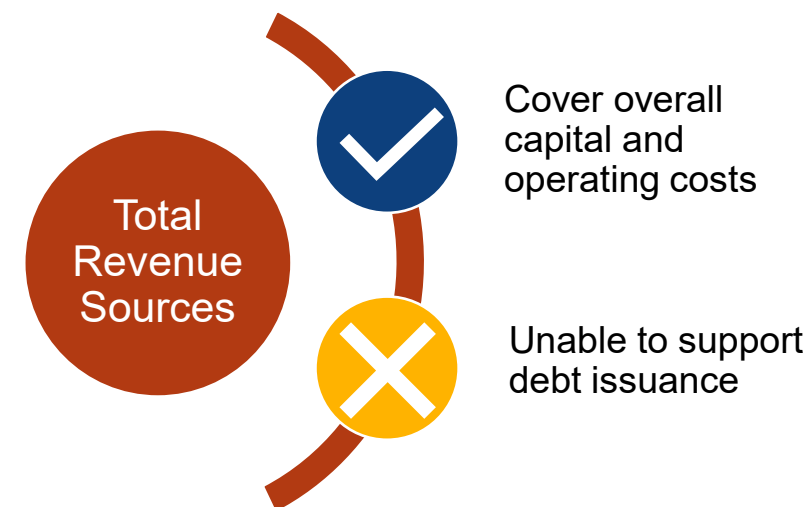 Total
Revenue
Sources
Cover overall
capital and
operating costs
Unable to support
debt issuance